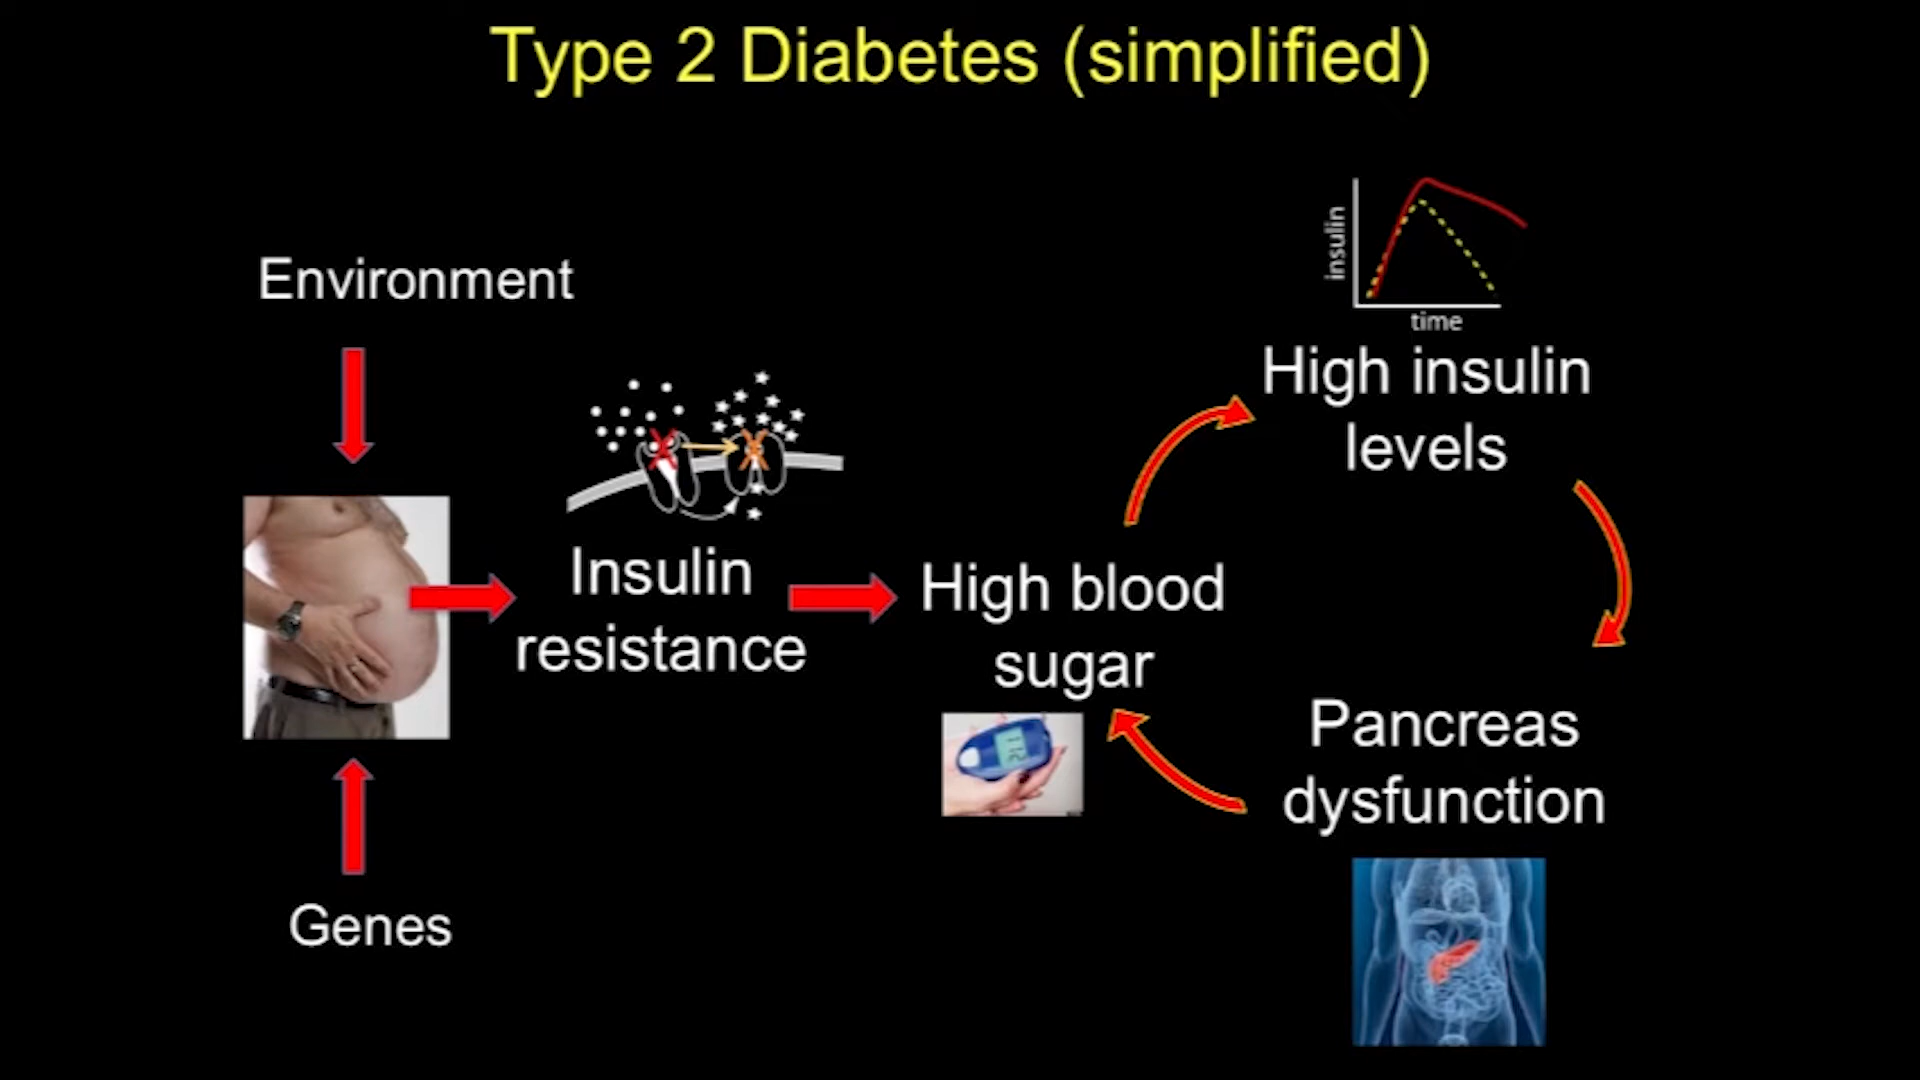 Type 2 Diabetes (simplified)
insulin
time
Environment
High insulin
levels
Insulin
resistance
High blood
sugar
Pancreas
dysfunction
Genes